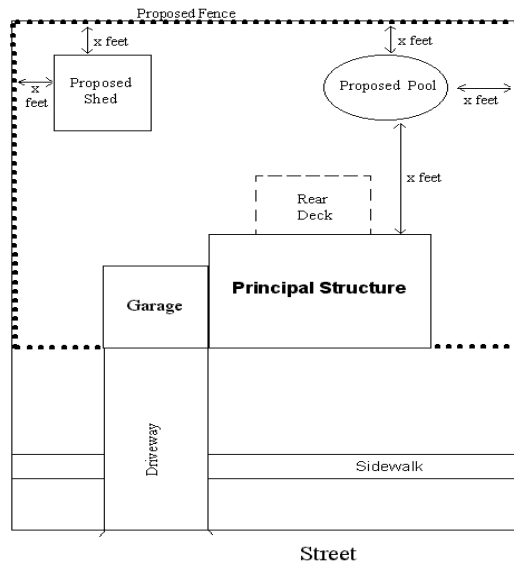 Proposed Fence
x feet
x feet
x
feet
Proposed
Shed
Proposed Pool
x feet
x feet
Rear
Deck
Principal Structure
Garage
Driveway
Sidewalk
Street